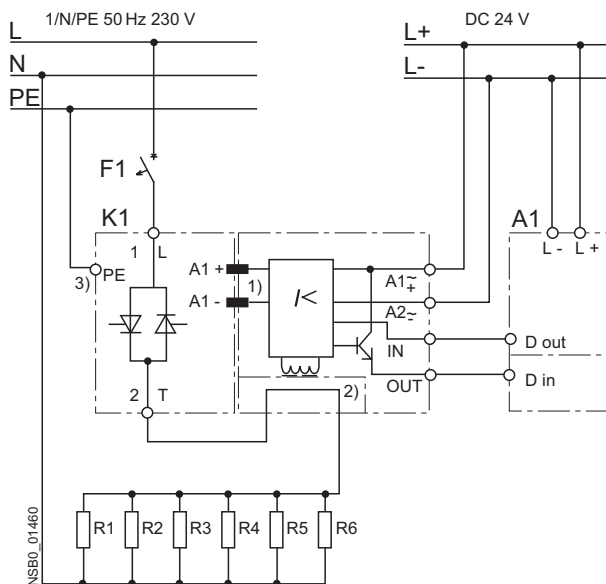 1/N/PE 50 Hz 230 V
DC 24 V
L
L+
N
L-
PE
F1
K1
A1
1 L
L - L +
3) PE
A1 +
1)
A1 ~ +
A1 -
I<
A2 ~ -
IN
D out
2 T
2)
OUT
D in
R1 R2 R3 R4 R5 R6
NSB0_01460